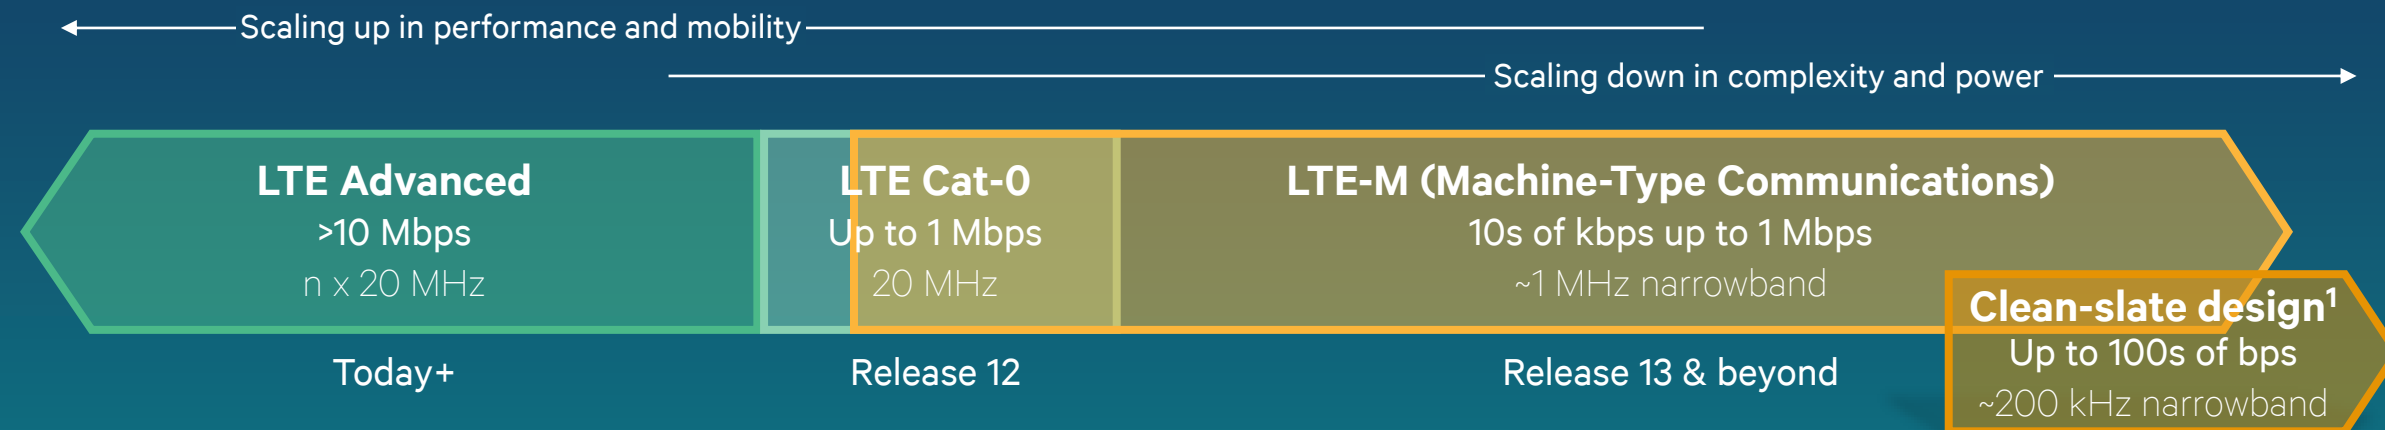 Scaling up in performance and mobility
Scaling down in complexity and power
LTE Advanced
>10 Mbps
n x 20 MHz
Today+
LTE Cat-0
Up to 1 Mbps
20 MHz
Release 12
LTE-M (Machine-Type Communications)
10s of kbps up to 1 Mbps
~1 MHz narrowband
Release 13 & beyond
Clean-slate design¹
Up to 100s of bps
~200 kHz narrowband